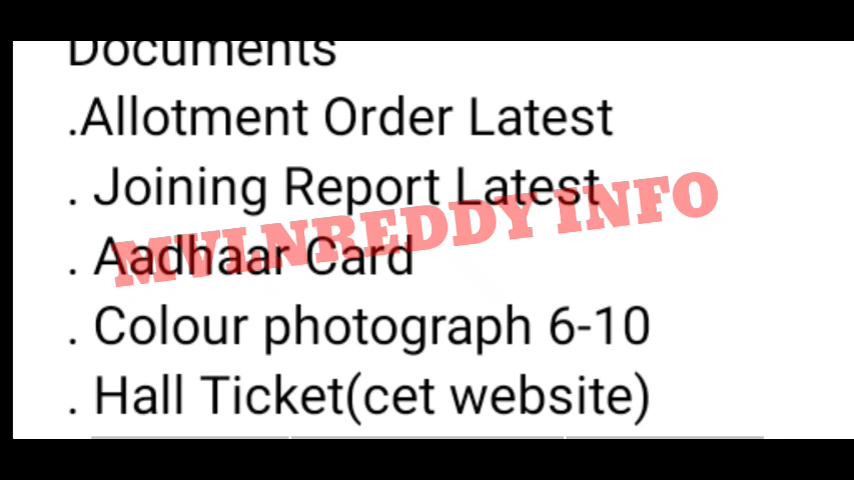 Documents
.Allotment Order Latest
. Joining Report Latest
MVLNREDDY INFO
. Aadhaar Card
. Colour photograph 6-10
. Hall Ticket(cet website)